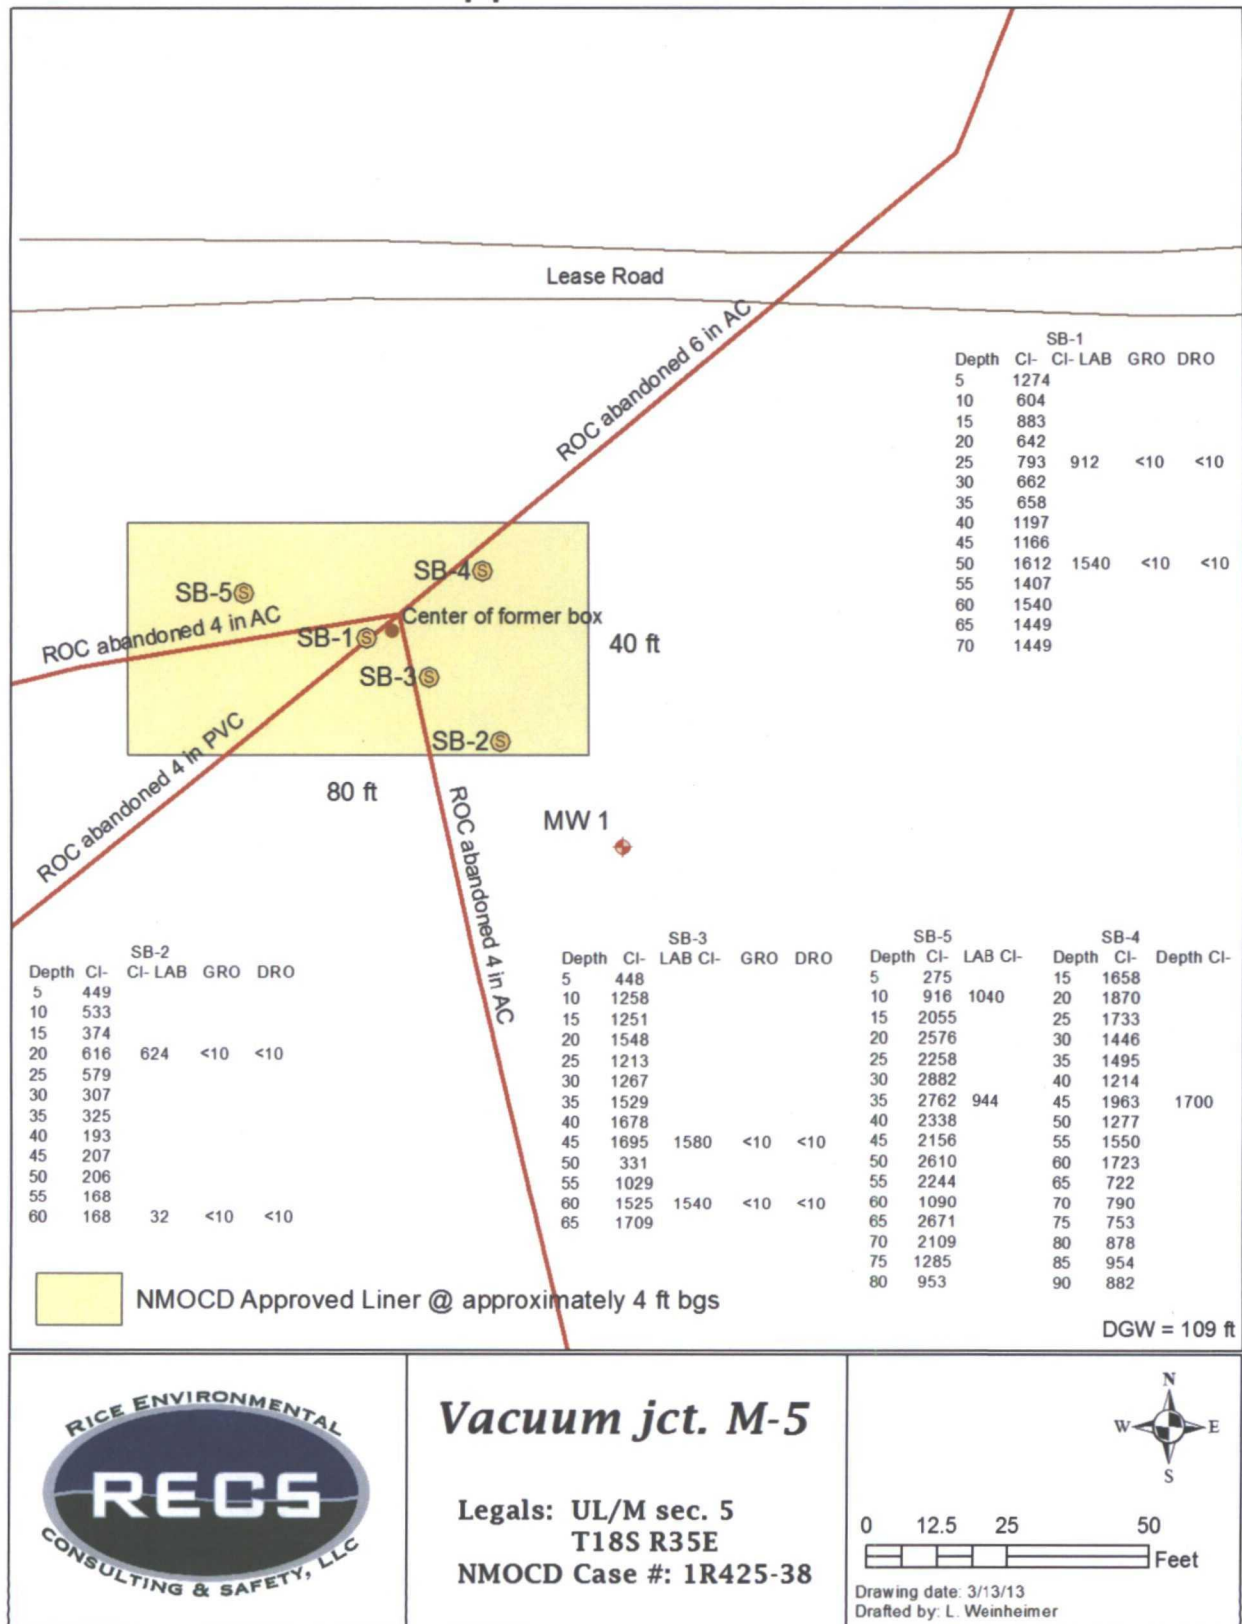 Lease Road
ROC abandoned 6 in AC
SB-1
Depth Cl- Cl- LAB GRO DRO
5 1274
10 604
15 883
20 642
25 793 912 <10 <10
30 662
35 658
40 1197
45 1166
50 1612 1540 <10 <10
55 1407
60 1540
65 1449
70 1449
SB-4
SB-5
Center of former box
ROC abandoned 4 in AC
SB-1
40 ft
SB-3
SB-2
ROC abandoned 4 in PVC
80 ft
ROC abandoned 4 in AC
MW 1
SB-2
Depth Cl- Cl- LAB GRO DRO
5 449
10 533
15 374
20 616 624 <10 <10
25 579
30 307
35 325
40 193
45 207
50 206
55 168
60 168 32 <10 <10
SB-3
Depth Cl- LAB Cl- GRO DRO
5 448
10 1258
15 1251
20 1548
25 1213
30 1267
35 1529
40 1678
45 1695 1580 <10 <10
50 331
55 1029
60 1525 1540 <10 <10
65 1709
SB-5
Depth Cl- LAB Cl-
5 275
10 916 1040
15 2055
20 2576
25 2258
30 2882
35 2762 944
40 2338
45 2156
50 2610
55 2244
60 1090
65 2671
70 2109
75 1285
80 953
SB-4
Depth Cl- Depth Cl-
15 1658
20 1870
25 1733
30 1446
35 1495
40 1214
45 1963 1700
50 1277
55 1550
60 1723
65 722
70 790
75 753
80 878
85 954
90 882
NMOCD Approved Liner @ approximately 4 ft bgs
DGW = 109 ft
RICE ENVIRONMENTAL
RECS
CONSULTING & SAFETY, LLC
Vacuum jct. M-5
Legals: UL/M sec. 5
T18S R35E
NMOCD Case #: 1R425-38
N
W E
S
0 12.5 25 50
Feet
Drawing date: 3/13/13
Drafted by: L. Weinheimer